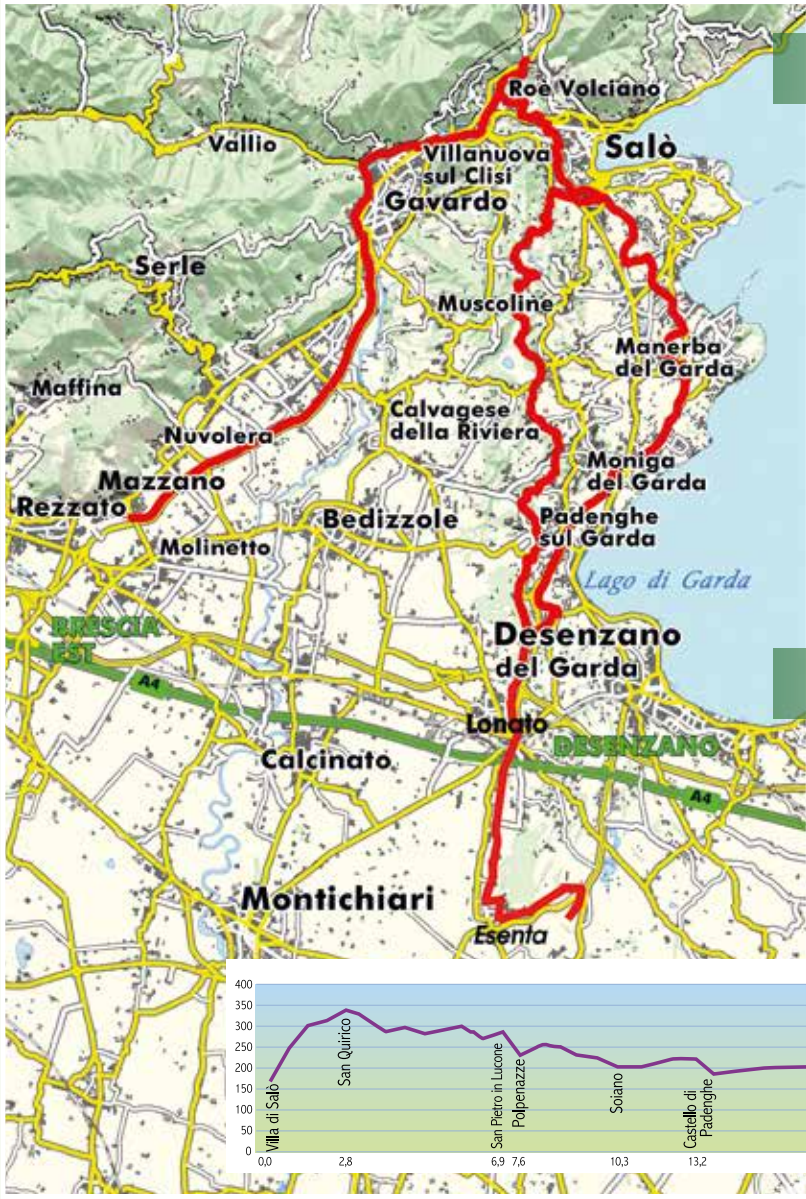 Roè Volciano
Salò
Vallio
Villanuova
sul Clisi
Gavardo
Serle
Muscoline
Manerba
del Garda
Maffina
Calvagese
della Riviera
Nuvolera
Mazzano
Moniga
del Garda
Rezzato
Bedizzole
Padenghe
sul Garda
Molinetto
Lago di Garda
BRESCIA
EST
Desenzano
del Garda
A4
Lonato
DESENZANO
Calcinato
A4
Montichiari
Esenta
400
350
300
250
200
150
100
50
0
Villa di Salò
San Quirico
San Pietro in Lucone
Polpenazze
Soiano
Castello di
Padenghe
0,0
2,8
6,9
7,6
10,3
13,2